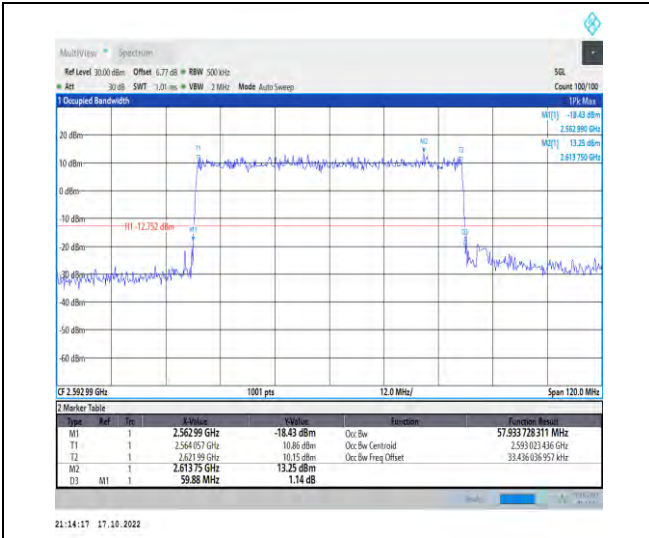 MultiView Spectrum
Ref Level 30.00 dBm Offset 6.77 dB RBW 500 kHz SGL
Att 30 dB SWT 1.01 ms VBW 2 MHz Mode Auto Sweep Count 100/100
1 Occupied Bandwidth 1Pk Max
M1[1] -18.43 dBm
2.562 990 GHz
M2[1] 13.25 dBm
2.613 750 GHz
20 dBm
M2
T1
T2
10 dBm
0 dBm
-10 dBm
H1 -12.752 dBm
M1
D3
-20 dBm
-30 dBm
-40 dBm
-50 dBm
-60 dBm
CF 2.592 99 GHz 1001 pts 12.0 MHz/ Span 120.0 MHz
2 Marker Table
Type Ref Trc X-Value Y-Value Function Function Result
M1 1 2.562 99 GHz -18.43 dBm Occ Bw 57.933 728 311 MHz
T1 1 2.564 057 GHz 10.86 dBm Occ Bw Centroid 2.593 023 436 GHz
T2 1 2.621 99 GHz 10.15 dBm Occ Bw Freq Offset 33.436 036 957 kHz
M2 1 2.613 75 GHz 13.25 dBm
D3 M1 1 59.88 MHz 1.14 dB
21:14:17 17.10.2022